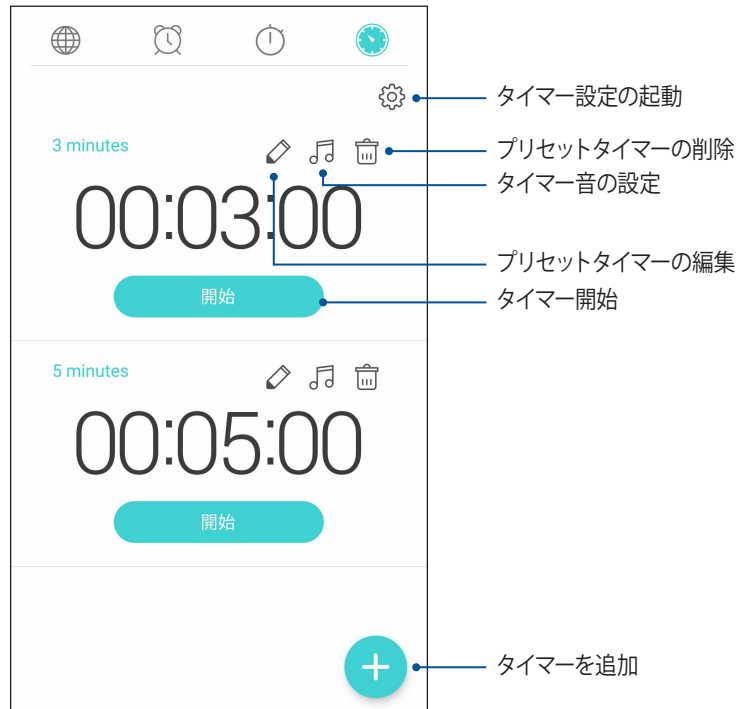 タイマー設定の起動
3 minutes
プリセットタイマーの削除
タイマー音の設定
00:03:00
プリセットタイマーの編集
開始
タイマー開始
5 minutes
00:05:00
開始
タイマーを追加